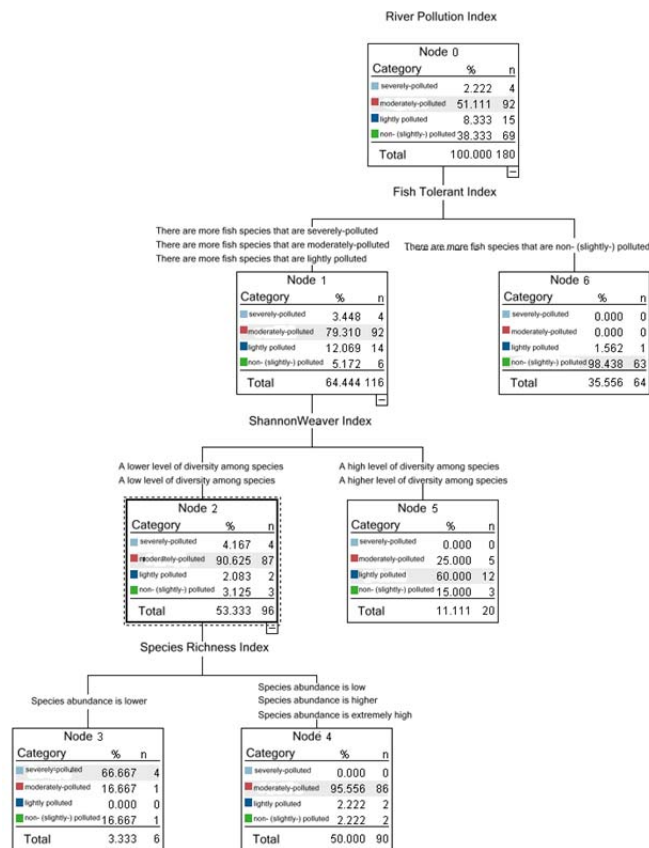 River Pollution Index
Node 0
Category % n
severely-polluted 2.222 4
moderately-polluted 51.111 92
lightly polluted 8.333 15
non- (slightly-) polluted 38.333 69
Total 100.000 180
Fish Tolerant Index
There are more fish species that are severely-polluted
There are more fish species that are moderately-polluted
There are more fish species that are lightly polluted
There are more fish species that are non- (slightly-) polluted
Node 1
Category % n
severely-polluted 3.448 4
moderately-polluted 79.310 92
lightly polluted 12.069 14
non- (slightly-) polluted 5.172 6
Total 64.444 116
Node 6
Category % n
severely-polluted 0.000 0
moderately-polluted 0.000 0
lightly polluted 1.562 1
non- (slightly-) polluted 98.438 63
Total 35.556 64
ShannonWeaver Index
A lower level of diversity among species
A low level of diversity among species
A high level of diversity among species
A higher level of diversity among species
Node 2
Category % n
severely-polluted 4.167 4
moderately-polluted 90.625 87
lightly polluted 2.083 2
non- (slightly-) polluted 3.125 3
Total 53.333 96
Node 5
Category % n
severely-polluted 0.000 0
moderately-polluted 25.000 5
lightly polluted 60.000 12
non- (slightly-) polluted 15.000 3
Total 11.111 20
Species Richness Index
Species abundance is lower
Species abundance is low
Species abundance is higher
Species abundance is extremely high
Node 3
Category % n
severely-polluted 66.667 4
moderately-polluted 16.667 1
lightly polluted 0.000 0
non- (slightly-) polluted 16.667 1
Total 3.333 6
Node 4
Category % n
severely-polluted 0.000 0
moderately-polluted 95.556 86
lightly polluted 2.222 2
non- (slightly-) polluted 2.222 2
Total 50.000 90